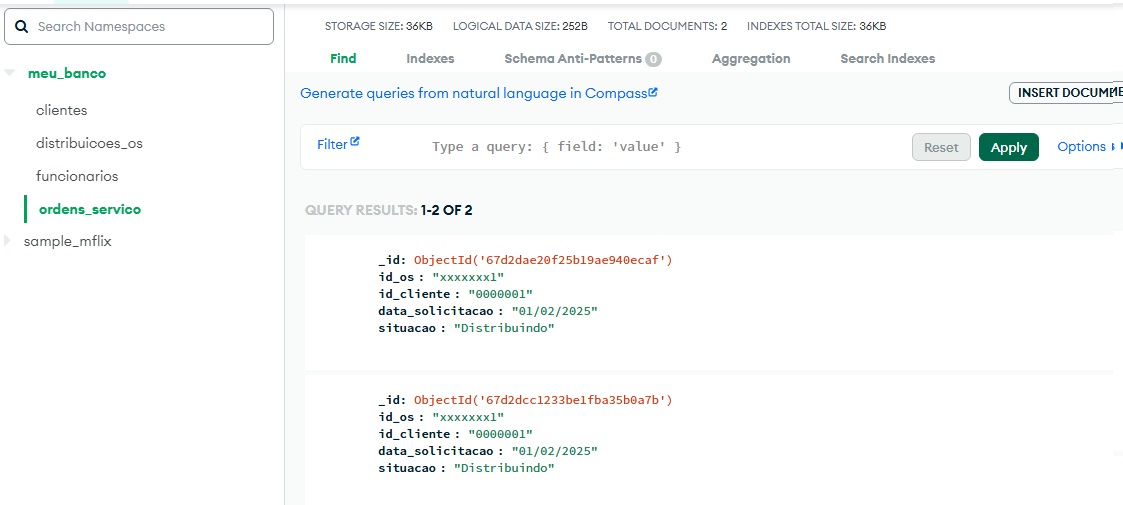 Search Namespaces
meu_banco
clientes
distribuicoes_os
funcionarios
ordens_servico
sample_mflix
STORAGE SIZE: 36KB LOGICAL DATA SIZE: 252B TOTAL DOCUMENTS: 2 INDEXES TOTAL SIZE: 36KB
Find Indexes Schema Anti-Patterns 0 Aggregation Search Indexes
Generate queries from natural language in Compass
INSERT DOCUME
Filter Type a query: { field: 'value' } Reset Apply Options
QUERY RESULTS: 1-2 OF 2
_id: ObjectId('67d2dae20f25b19ae940ecaf')
id_os : "xxxxxxx1"
id_cliente : "0000001"
data_solicitacao : "01/02/2025"
situacao : "Distribuindo"
_id: ObjectId('67d2dcc1233be1fba35b0a7b')
id_os : "xxxxxxx1"
id_cliente : "0000001"
data_solicitacao : "01/02/2025"
situacao : "Distribuindo"